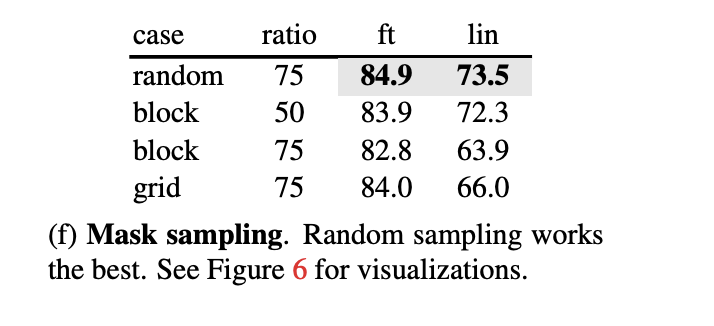 case ratio ft lin
random 75 84.9 73.5
block 50 83.9 72.3
block 75 82.8 63.9
grid 75 84.0 66.0
(f) Mask sampling. Random sampling works
the best. See Figure 6 for visualizations.